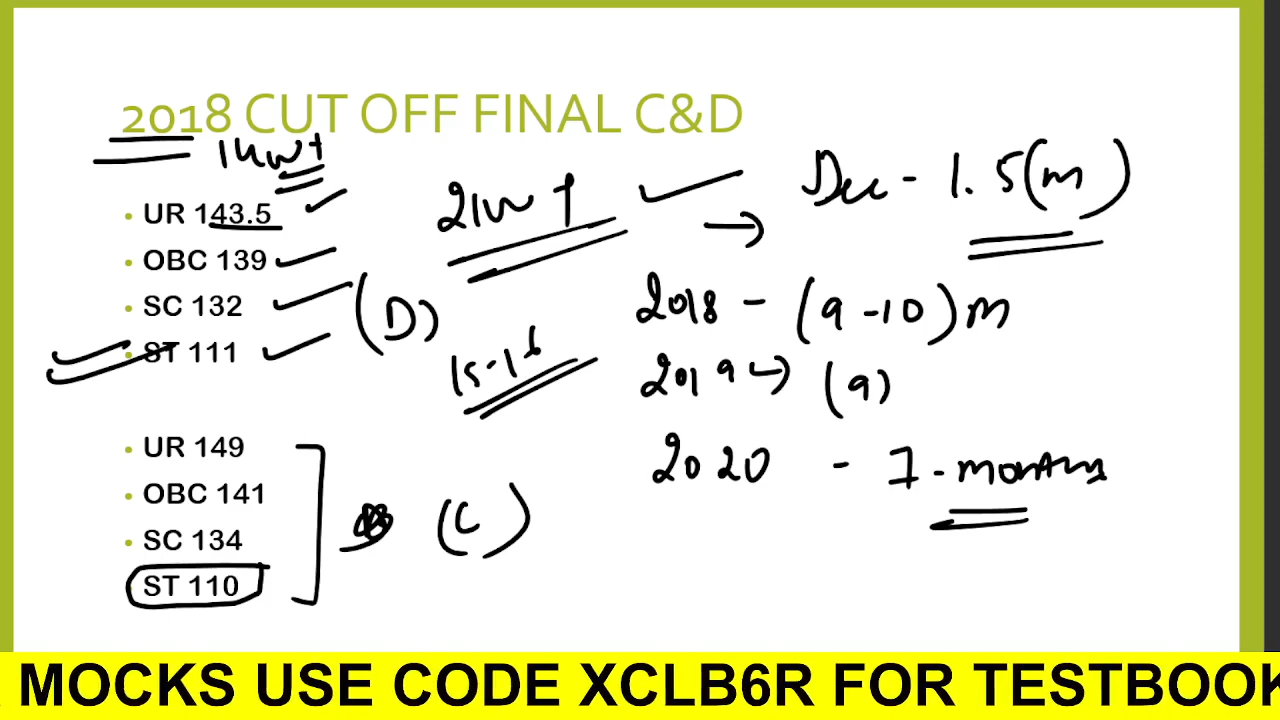 2018 CUT OFF FINAL C&D
• UR 143.5
• OBC 139
• SC 132
• ST 111
(D)
15-16
Dec - 1.5(m)
2018 - (9-10)m
2019 → (9)
2020 - 7-months
• UR 149
• OBC 141
• SC 134
ST 110
(C)
MOCKS USE CODE XCLB6R FOR TESTBOOK